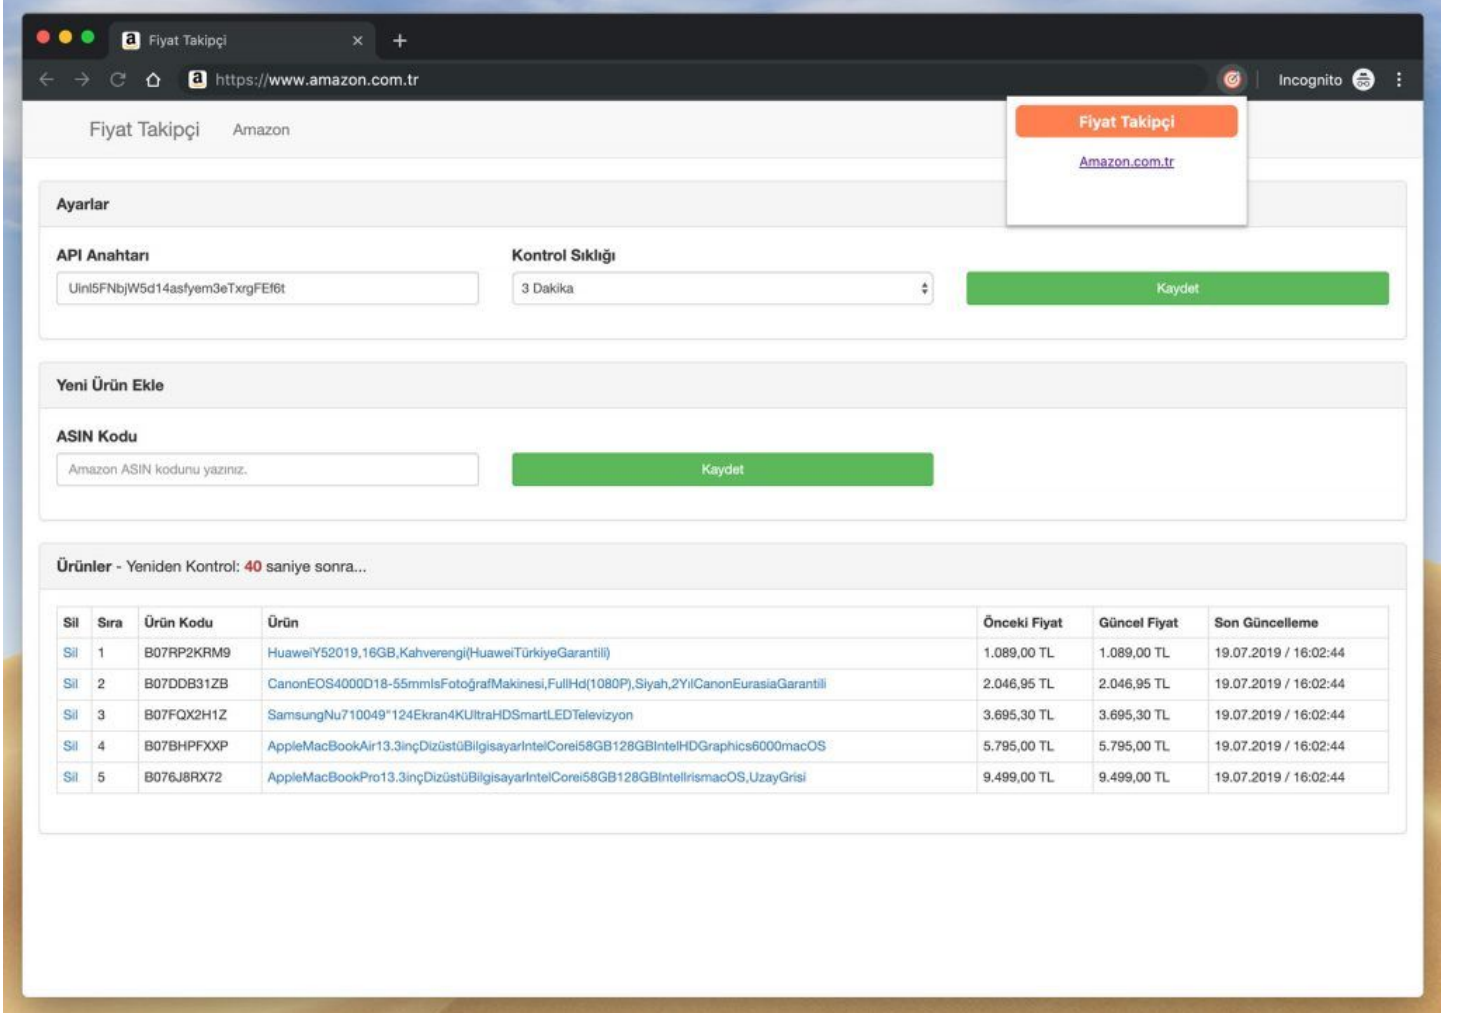 Fiyat Takipçi
https://www.amazon.com.tr
Incognito
Fiyat Takipçi Amazon
Fiyat Takipçi
Amazon.com.tr
Ayarlar
API Anahtarı Kontrol Sıklığı
Uinl5FNbjW5d14asfyem3eTxrgFEf6t 3 Dakika Kaydet
Yeni Ürün Ekle
ASIN Kodu
Amazon ASIN kodunu yazınız. Kaydet
Ürünler - Yeniden Kontrol: 40 saniye sonra...
Sil Sıra Ürün Kodu Ürün Önceki Fiyat Güncel Fiyat Son Güncelleme
Sil 1 B07RP2KRM9 HuaweiY52019,16GB,Kahverengi(HuaweiTürkiyeGarantili) 1.089,00 TL 1.089,00 TL 19.07.2019 / 16:02:44
Sil 2 B07DDB31ZB CanonEOS4000D18-55mmIsFotoğrafMakinesi,FullHd(1080P),Siyah,2YılCanonEurasiaGarantili 2.046,95 TL 2.046,95 TL 19.07.2019 / 16:02:44
Sil 3 B07FQX2H1Z SamsungNu710049"124Ekran4KUltraHDSmartLEDTelevizyon 3.695,30 TL 3.695,30 TL 19.07.2019 / 16:02:44
Sil 4 B07BHPFXXP AppleMacBookAir13.3inçDizüstüBilgisayarIntelCorei58GB128GBIntelHDGraphics6000macOS 5.795,00 TL 5.795,00 TL 19.07.2019 / 16:02:44
Sil 5 B076J8RX72 AppleMacBookPro13.3inçDizüstüBilgisayarIntelCorei58GB128GBIntelIrismacOS,UzayGrisi 9.499,00 TL 9.499,00 TL 19.07.2019 / 16:02:44